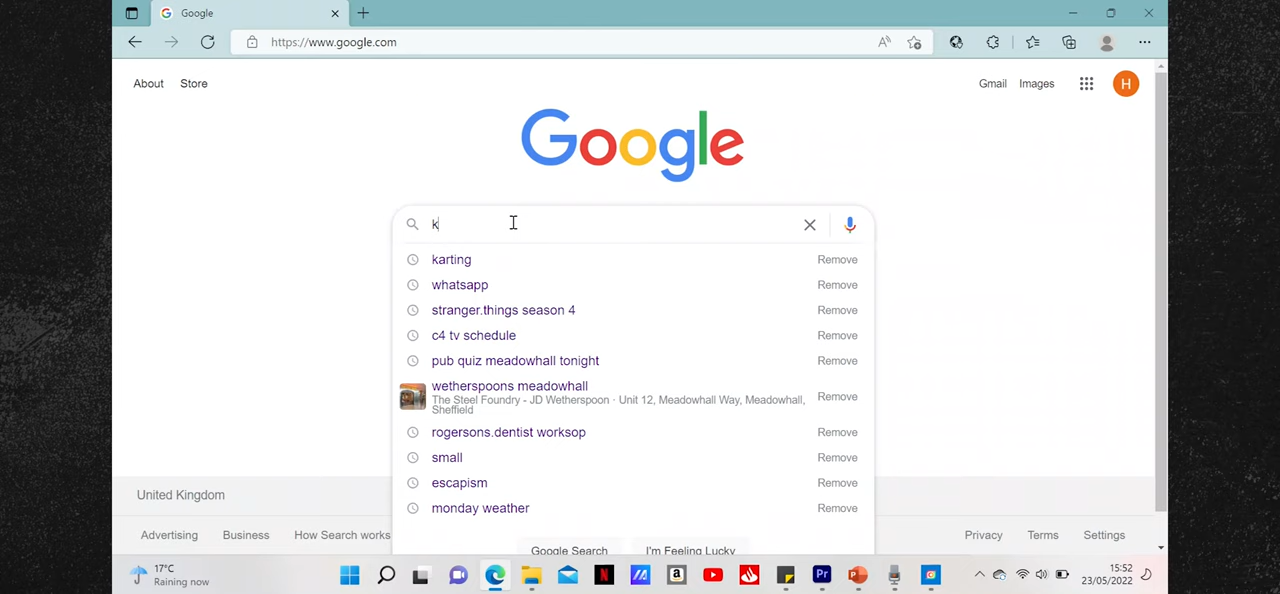 Google
https://www.google.com
About Store Gmail Images H
Google
k
karting Remove
whatsapp Remove
stranger.things season 4 Remove
c4 tv schedule Remove
pub quiz meadowhall tonight Remove
wetherspoons meadowhall Remove
The Steel Foundry - JD Wetherspoon · Unit 12, Meadowhall Way, Meadowhall,
Sheffield
rogersons.dentist worksop Remove
small Remove
escapism Remove
monday weather Remove
United Kingdom
Advertising Business How Search works Privacy Terms Settings
Google Search I'm Feeling Lucky
17°C
Raining now
15:52
23/05/2022